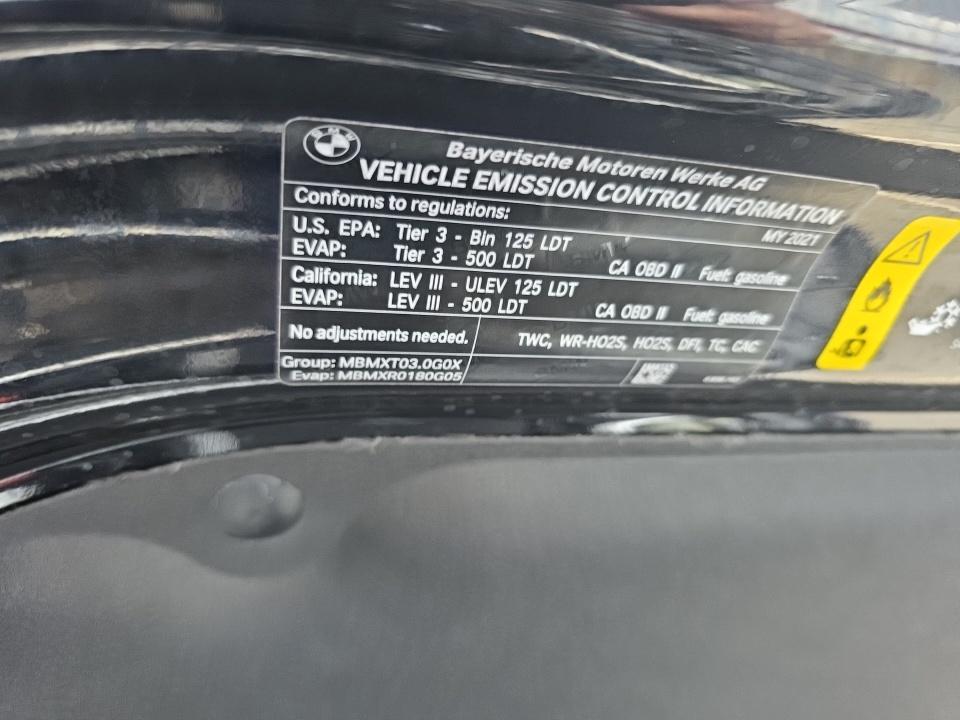 BMW
Bayerische Motoren Werke AG
VEHICLE EMISSION CONTROL INFORMATION
Conforms to regulations:
MY 2021
U.S. EPA: Tier 3 - Bin 125 LDT
EVAP: Tier 3 - 500 LDT CA OBD II Fuel: gasoline
California: LEV III - ULEV 125 LDT
EVAP: LEV III - 500 LDT CA OBD II Fuel: gasoline
No adjustments needed. TWC, WR-HO2S, HO2S, DFI, TC, CAC
Group: MBMXT03.0G0X
Evap: MBMXR0180G05